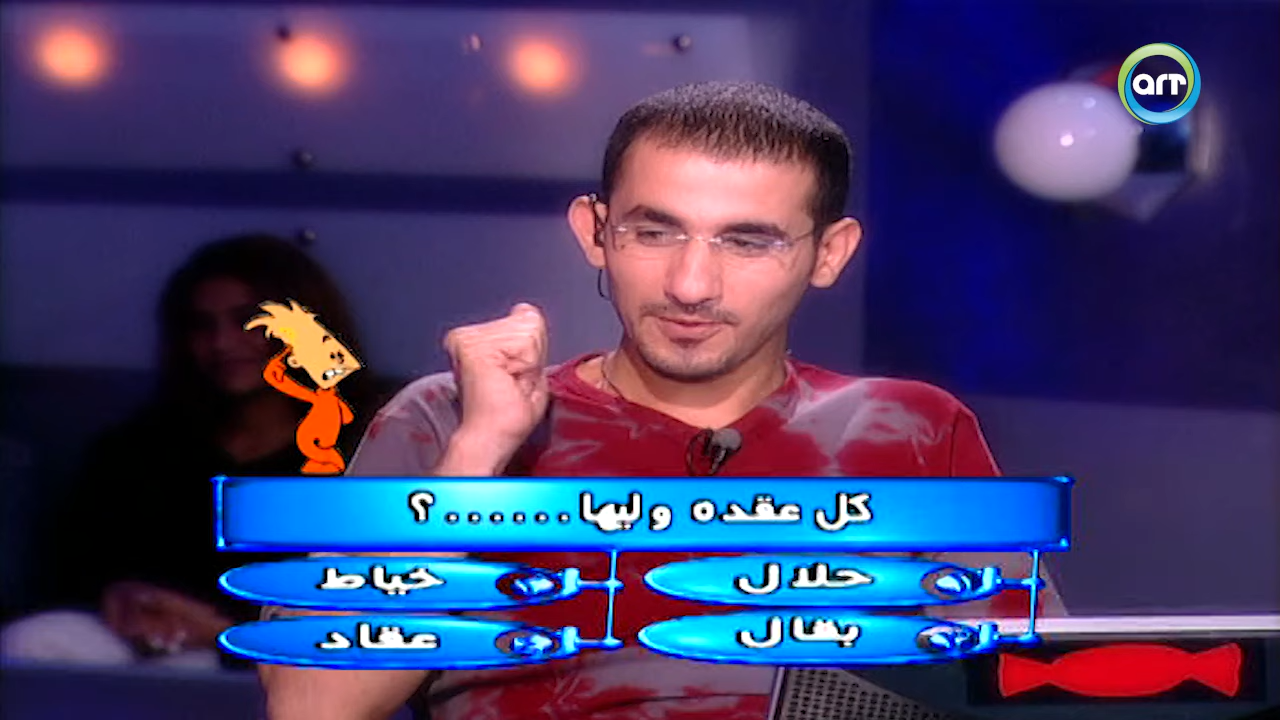 art
كل عقده وليها......؟
حلال
خياط
بقال
عقاد